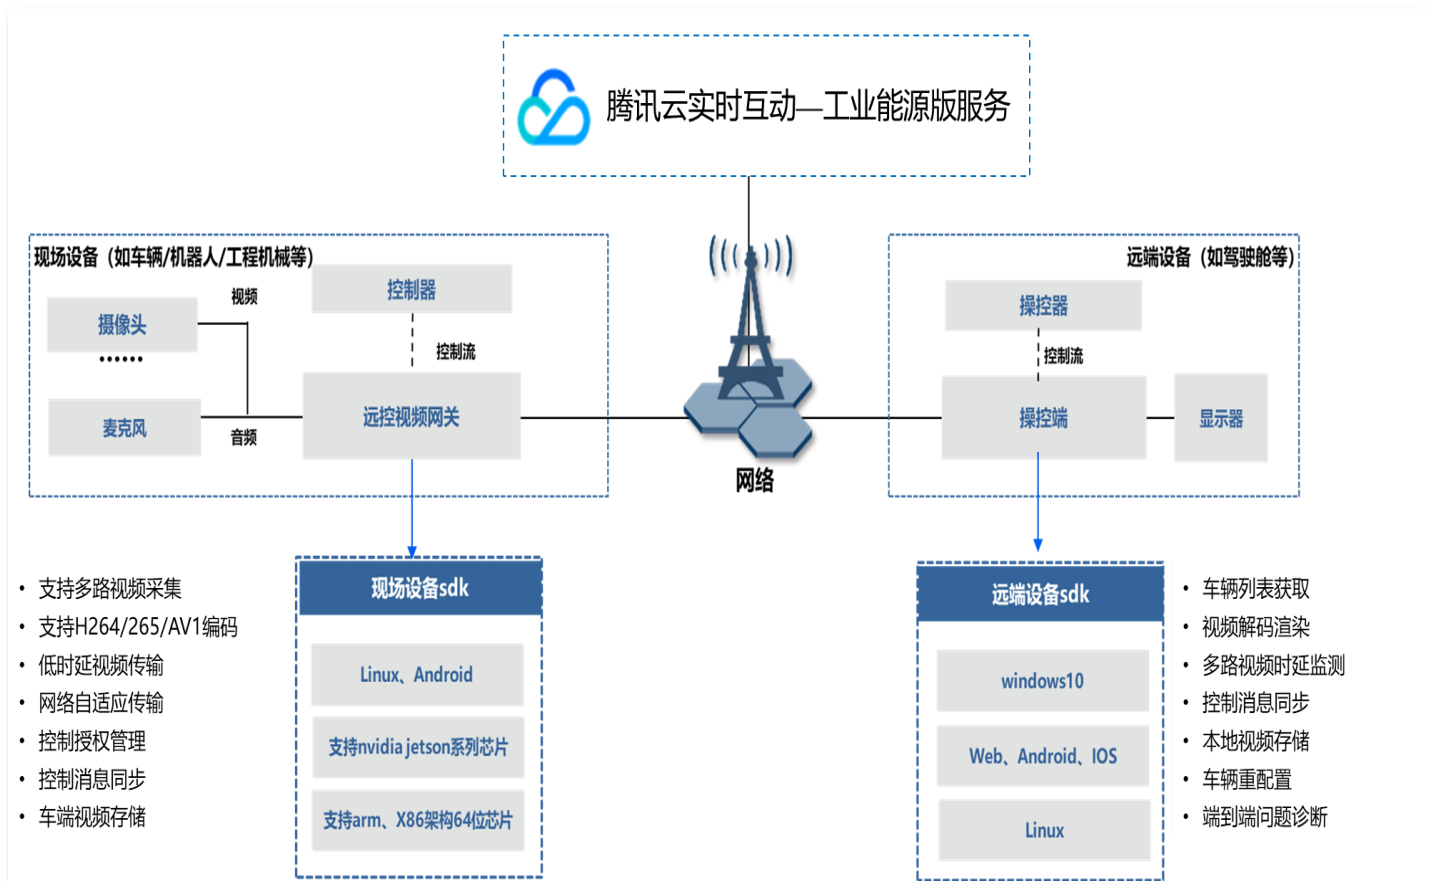 腾讯云实时互动—工业能源版服务
现场设备（如车辆/机器人/工程机械等）
视频
控制器
摄像头
······
控制流
麦克风
音频
远控视频网关
网络
远端设备（如驾驶舱等）
操控器
控制流
操控端
显示器
• 支持多路视频采集
• 支持H264/265/AV1编码
• 低时延视频传输
• 网络自适应传输
• 控制授权管理
• 控制消息同步
• 车端视频存储
现场设备sdk
Linux、Android
支持nvidia jetson系列芯片
支持arm、X86架构64位芯片
远端设备sdk
windows10
Web、Android、IOS
Linux
• 车辆列表获取
• 视频解码渲染
• 多路视频时延监测
• 控制消息同步
• 本地视频存储
• 车辆重配置
• 端到端问题诊断